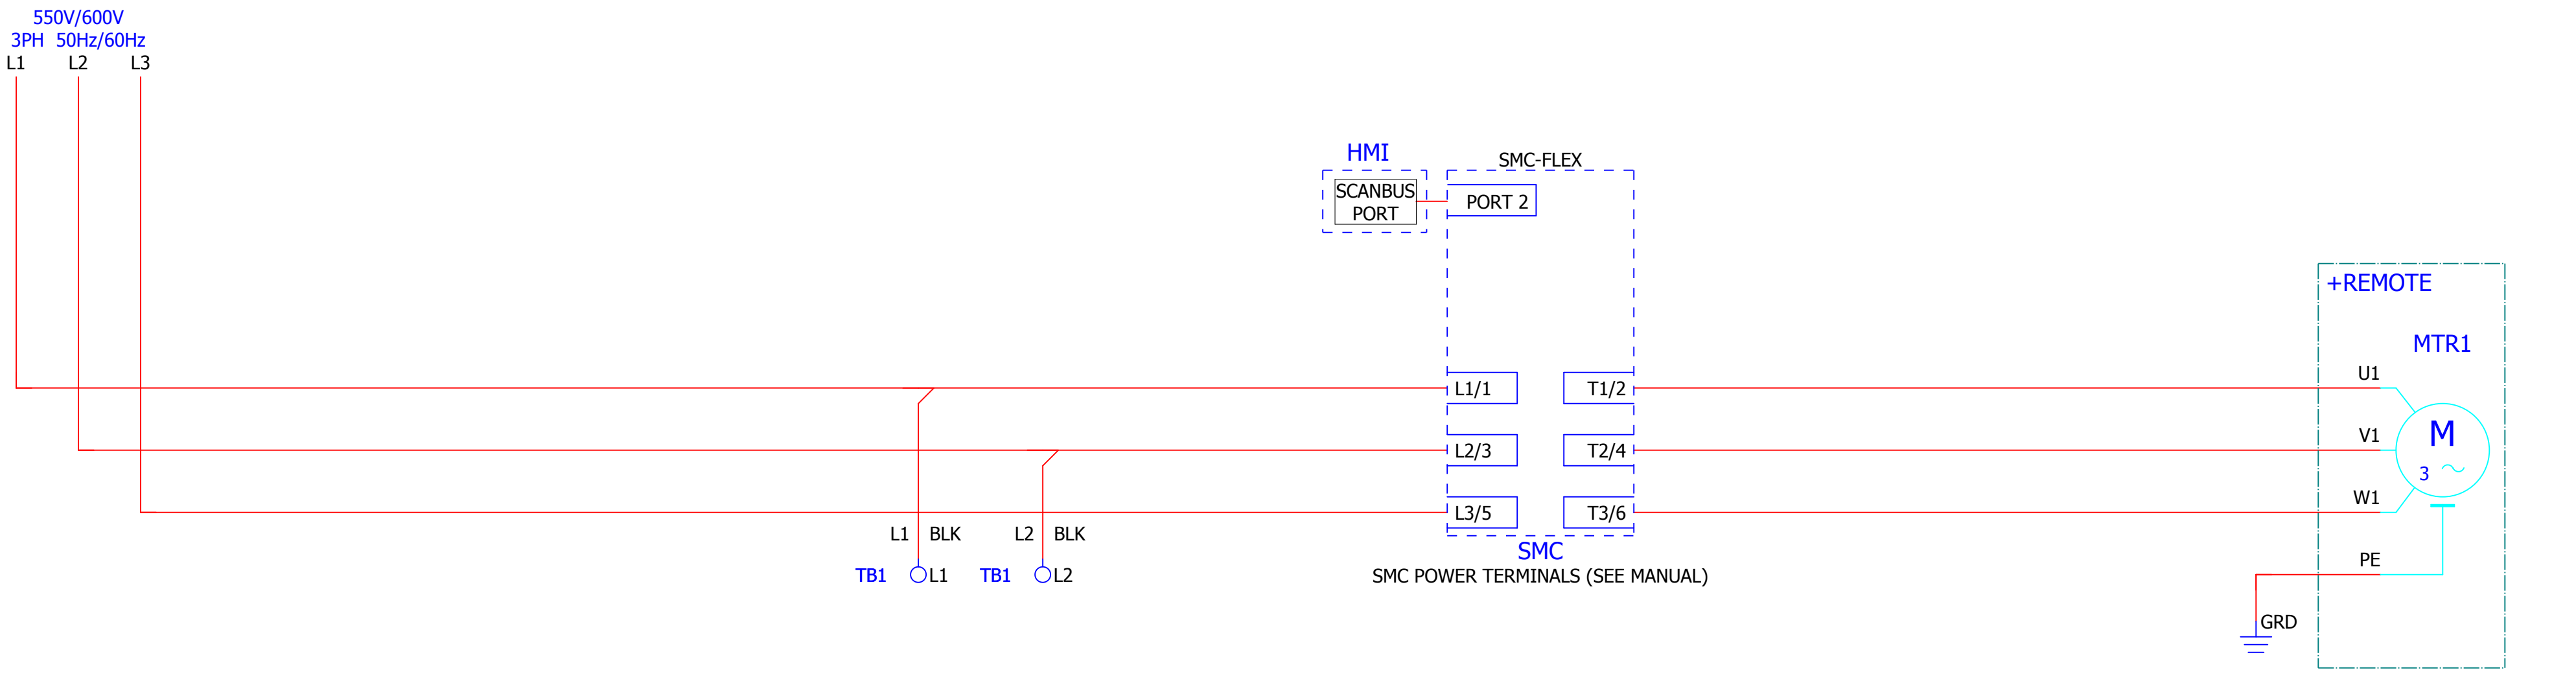 550V/600V
3PH 50Hz/60Hz
L1 L2 L3
HMI
SCANBUS
PORT
SMC-FLEX
PORT 2
L1/1
T1/2
L2/3
T2/4
L3/5
T3/6
SMC
SMC POWER TERMINALS (SEE MANUAL)
L1 BLK
TB1 L1
L2 BLK
TB1 L2
+REMOTE
MTR1
U1
V1
W1
PE
M
3 ~
GRD